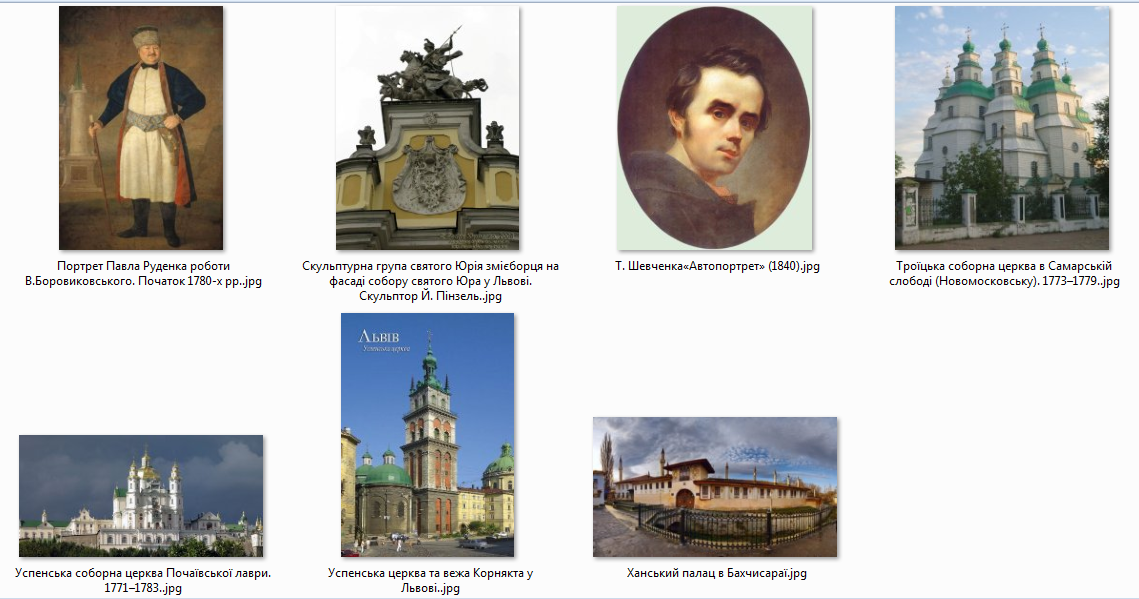 Портрет Павла Руденка роботи
В.Боровиковського. Початок 1780-х рр..jpg
Скульптурна група святого Юрія змієборця на
фасаді собору святого Юра у Львові.
Скульптор Й. Пінзель..jpg
Т. Шевченка«Автопортрет» (1840).jpg
Троїцька соборна церква в Самарській
слободі (Новомосковську). 1773–1779..jpg
Львів
Успенська церква
Успенська соборна церква Почаївської лаври.
1771–1783..jpg
Успенська церква та вежа Корнякта у
Львові..jpg
Ханський палац в Бахчисараї.jpg